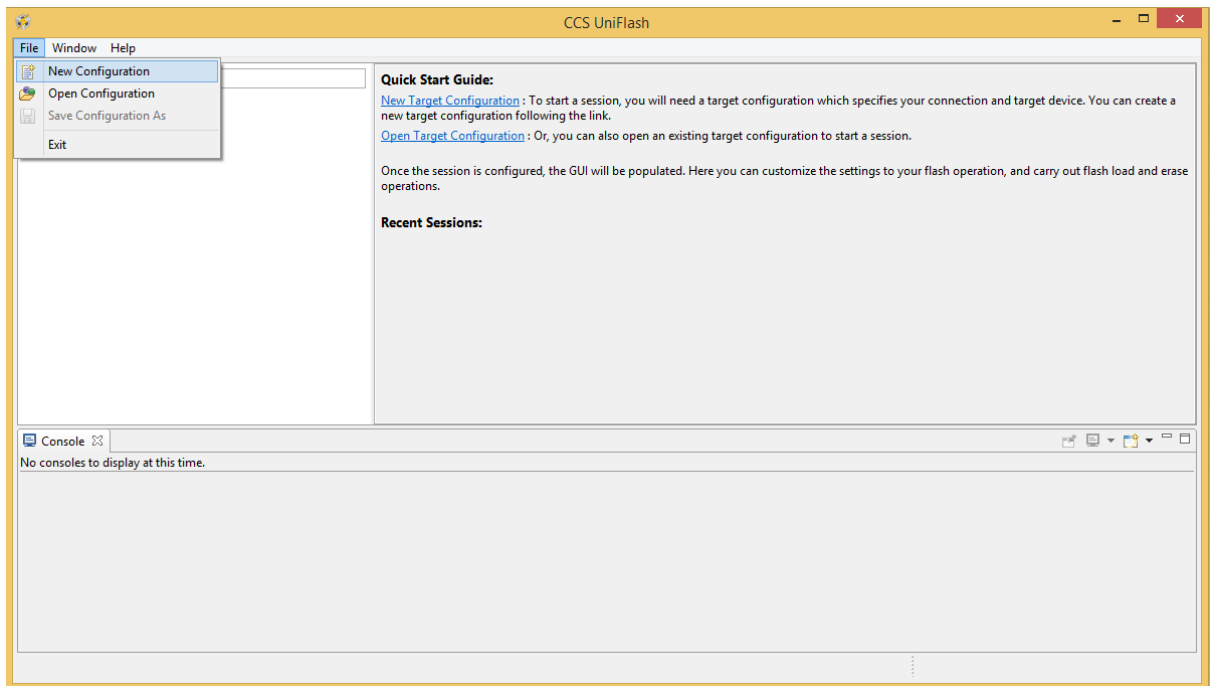 CCS UniFlash
File Window Help
New Configuration
Open Configuration
Save Configuration As
Exit
Quick Start Guide:
New Target Configuration : To start a session, you will need a target configuration which specifies your connection and target device. You can create a
new target configuration following the link.
Open Target Configuration : Or, you can also open an existing target configuration to start a session.
Once the session is configured, the GUI will be populated. Here you can customize the settings to your flash operation, and carry out flash load and erase
operations.
Recent Sessions:
Console
No consoles to display at this time.